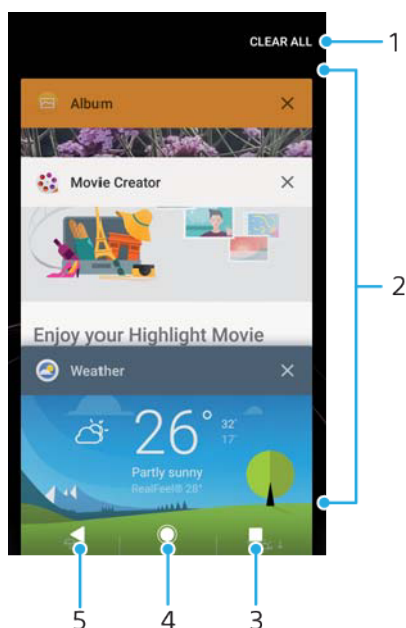 CLEAR ALL
1
Album
Movie Creator
2
Enjoy your Highlight Movie
Weather
26°
32°
17°
Partly sunny
RealFeel® 28°
5
4
3